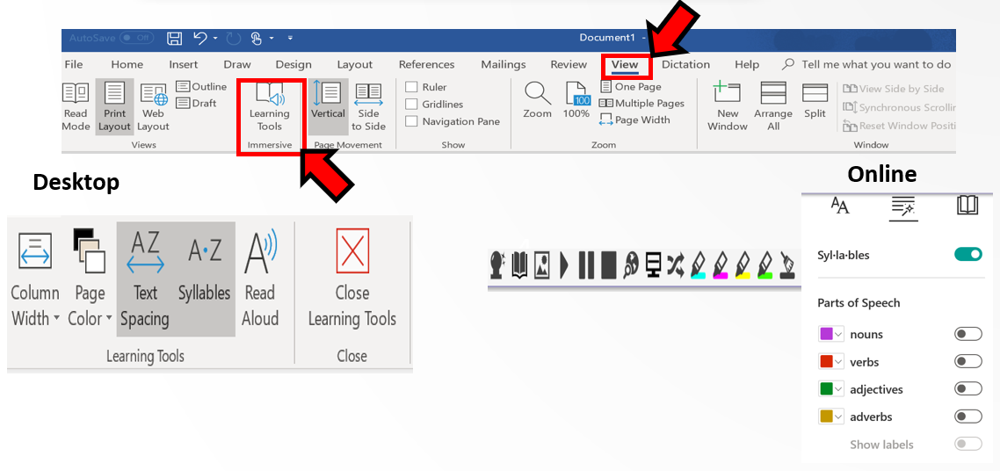 AutoSave Off Document1 -
File Home Insert Draw Design Layout References Mailings Review View Dictation Help Tell me what you want to do
Read Mode
Print Layout
Web Layout
Outline
Draft
Views
Learning Tools
Immersive
Vertical
Side to Side
Page Movement
Ruler
Gridlines
Navigation Pane
Show
Zoom
100
100%
One Page
Multiple Pages
Page Width
Zoom
New Window
Arrange All
Split
View Side by Side
Synchronous Scrollin
Reset Window Positi
Window
Desktop
Column Width
Page Color
AZ
Text Spacing
A·Z
Syllables
A
Read Aloud
Learning Tools
Close Learning Tools
Close
Online
AA
Syl·la·bles
Parts of Speech
nouns
verbs
adjectives
adverbs
Show labels